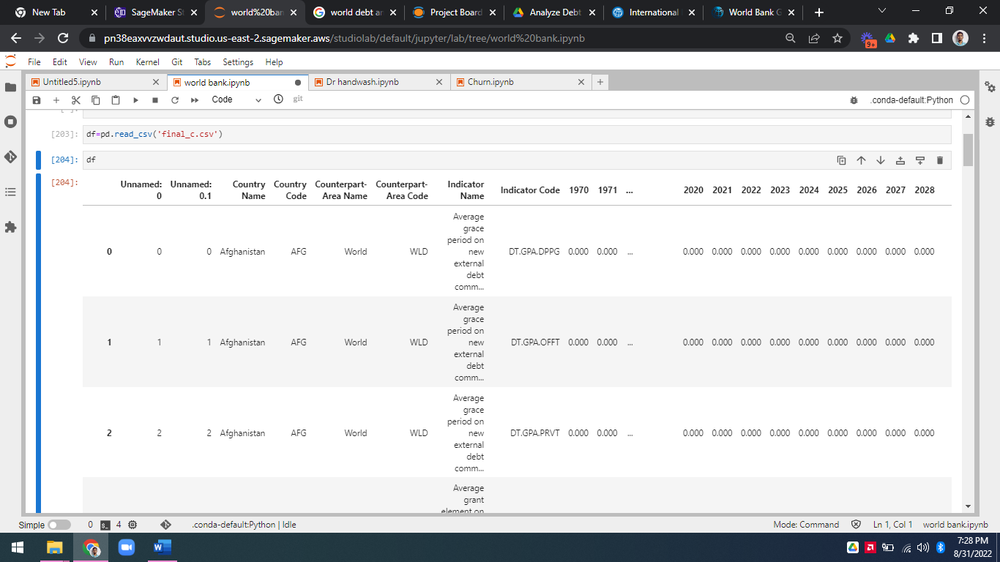 New Tab
SageMaker St
world%20ban
world debt an
Project Board
Analyze Debt
International
World Bank G
pn38eaxvvzwdaut.studio.us-east-2.sagemaker.aws/studiolab/default/jupyter/lab/tree/world%20bank.ipynb
9+
File Edit View Run Kernel Git Tabs Settings Help
Untitled5.ipynb
world bank.ipynb
Dr handwash.ipynb
Churn.ipynb
Code
git
.conda-default:Python
[203]: df=pd.read_csv('final_c.csv')
[204]: df
[204]:
Unnamed: 0 Unnamed: 0.1 Country Name Country Code Counterpart-Area Name Counterpart-Area Code Indicator Name Indicator Code 1970 1971 ... 2020 2021 2022 2023 2024 2025 2026 2027 2028
0 0 0 Afghanistan AFG World WLD Average grace period on new external debt comm... DT.GPA.DPPG 0.000 0.000 ... 0.000 0.000 0.000 0.000 0.000 0.000 0.000 0.000 0.000
1 1 1 Afghanistan AFG World WLD Average grace period on new external debt comm... DT.GPA.OFFT 0.000 0.000 ... 0.000 0.000 0.000 0.000 0.000 0.000 0.000 0.000 0.000
2 2 2 Afghanistan AFG World WLD Average grace period on new external debt comm... DT.GPA.PRVT 0.000 0.000 ... 0.000 0.000 0.000 0.000 0.000 0.000 0.000 0.000 0.000
Average
grant
element on
Simple 0 4 .conda-default:Python | Idle Mode: Command Ln 1, Col 1 world bank.ipynb
7:28 PM
8/31/2022